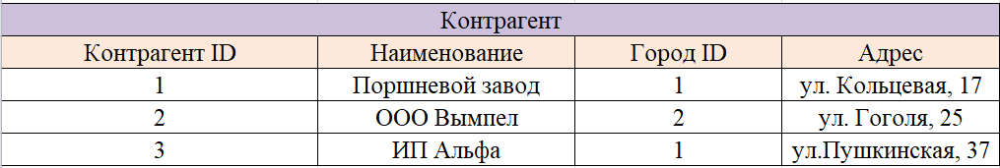 Контрагент
Контрагент ID Наименование Город ID Адрес
1 Поршневой завод 1 ул. Кольцевая, 17
2 ООО Вымпел 2 ул. Гоголя, 25
3 ИП Альфа 1 ул.Пушкинская, 37